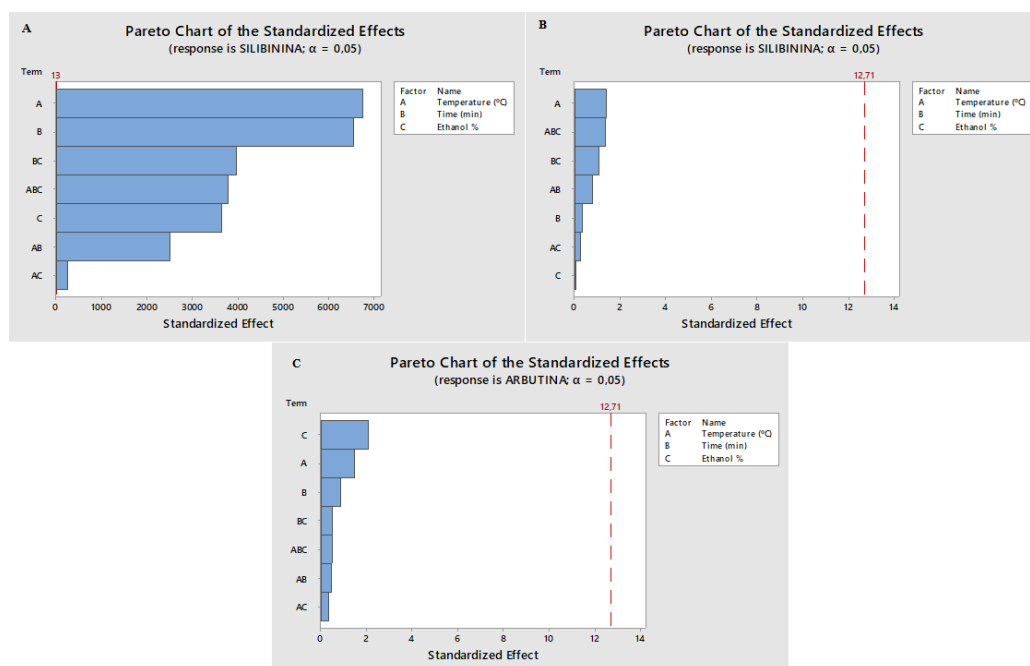 A
Pareto Chart of the Standardized Effects
(response is SILIBININA; α = 0,05)
Term
13
A
B
BC
ABC
C
AB
AC
0 1000 2000 3000 4000 5000 6000 7000
Standardized Effect
Factor Name
A Temperature (ºC)
B Time (min)
C Ethanol %
B
Pareto Chart of the Standardized Effects
(response is SILIBININA; α = 0,05)
Term
12,71
A
ABC
BC
AB
B
AC
C
0 2 4 6 8 10 12 14
Standardized Effect
Factor Name
A Temperature (ºC)
B Time (min)
C Ethanol %
C
Pareto Chart of the Standardized Effects
(response is ARBUTINA; α = 0,05)
Term
12,71
C
A
B
BC
ABC
AB
AC
0 2 4 6 8 10 12 14
Standardized Effect
Factor Name
A Temperature (ºC)
B Time (min)
C Ethanol %